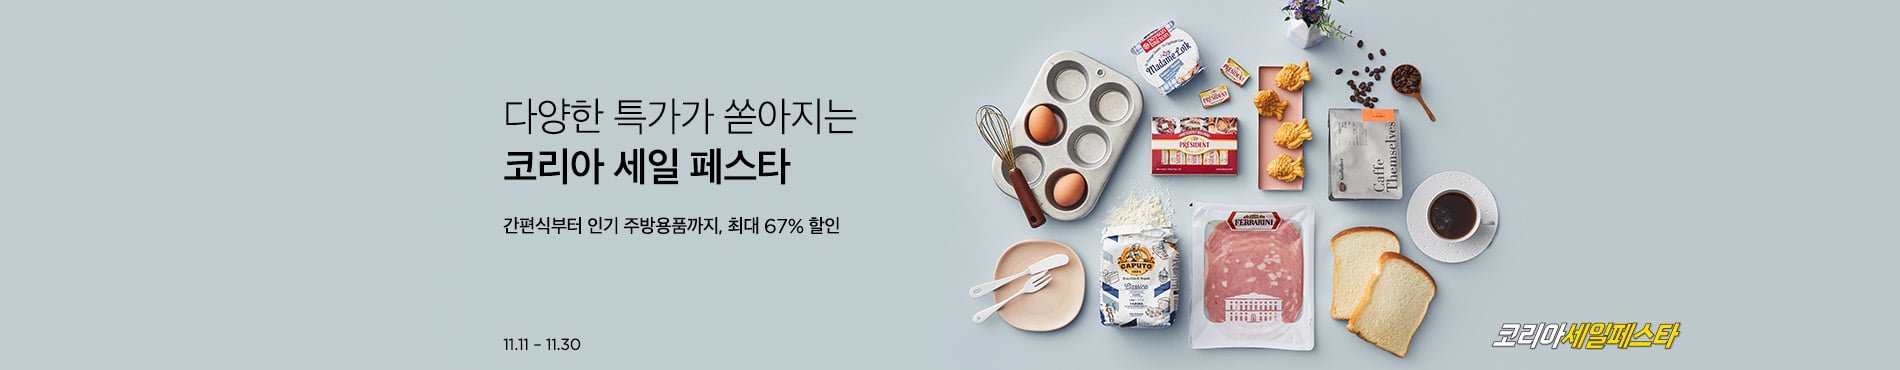 다양한 특가가 쏟아지는
코리아 세일 페스타
간편식부터 인기 주방용품까지, 최대 67% 할인
11.11 – 11.30
Madame Loïk
PRÉSIDENT
PRÉSIDENT
PRÉSIDENT
Caffe
Themselves
CAPUTO
Classica
FERRARINI
코리아세일페스타